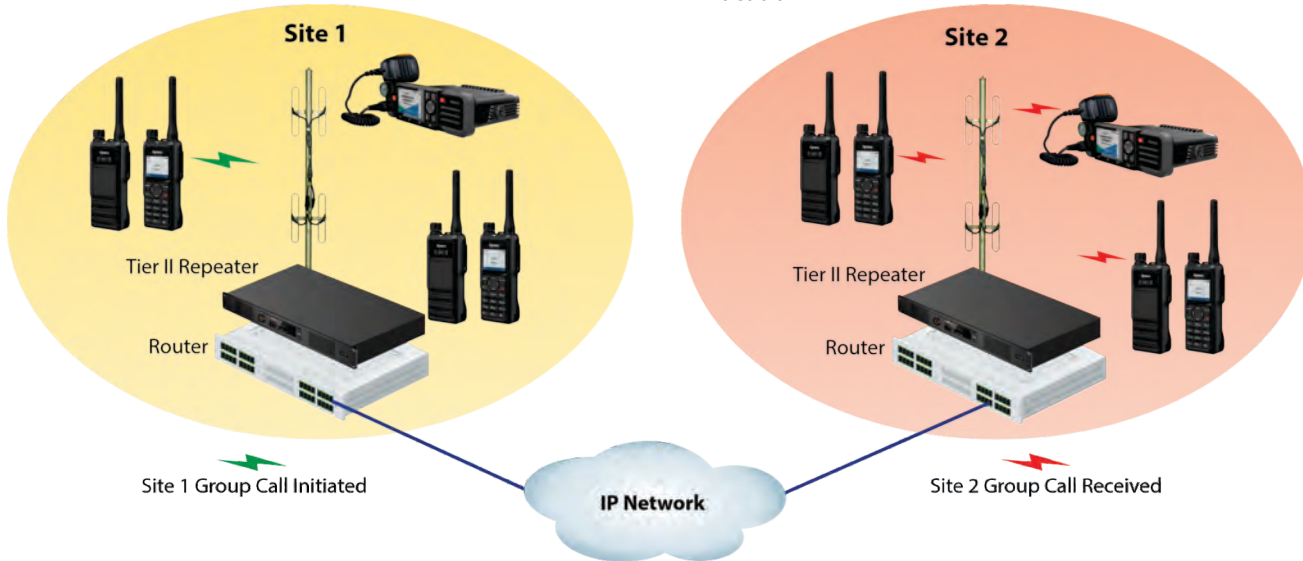 Site 1
Site 2
Tier II Repeater
Tier II Repeater
Router
Router
Site 1 Group Call Initiated
IP Network
Site 2 Group Call Received